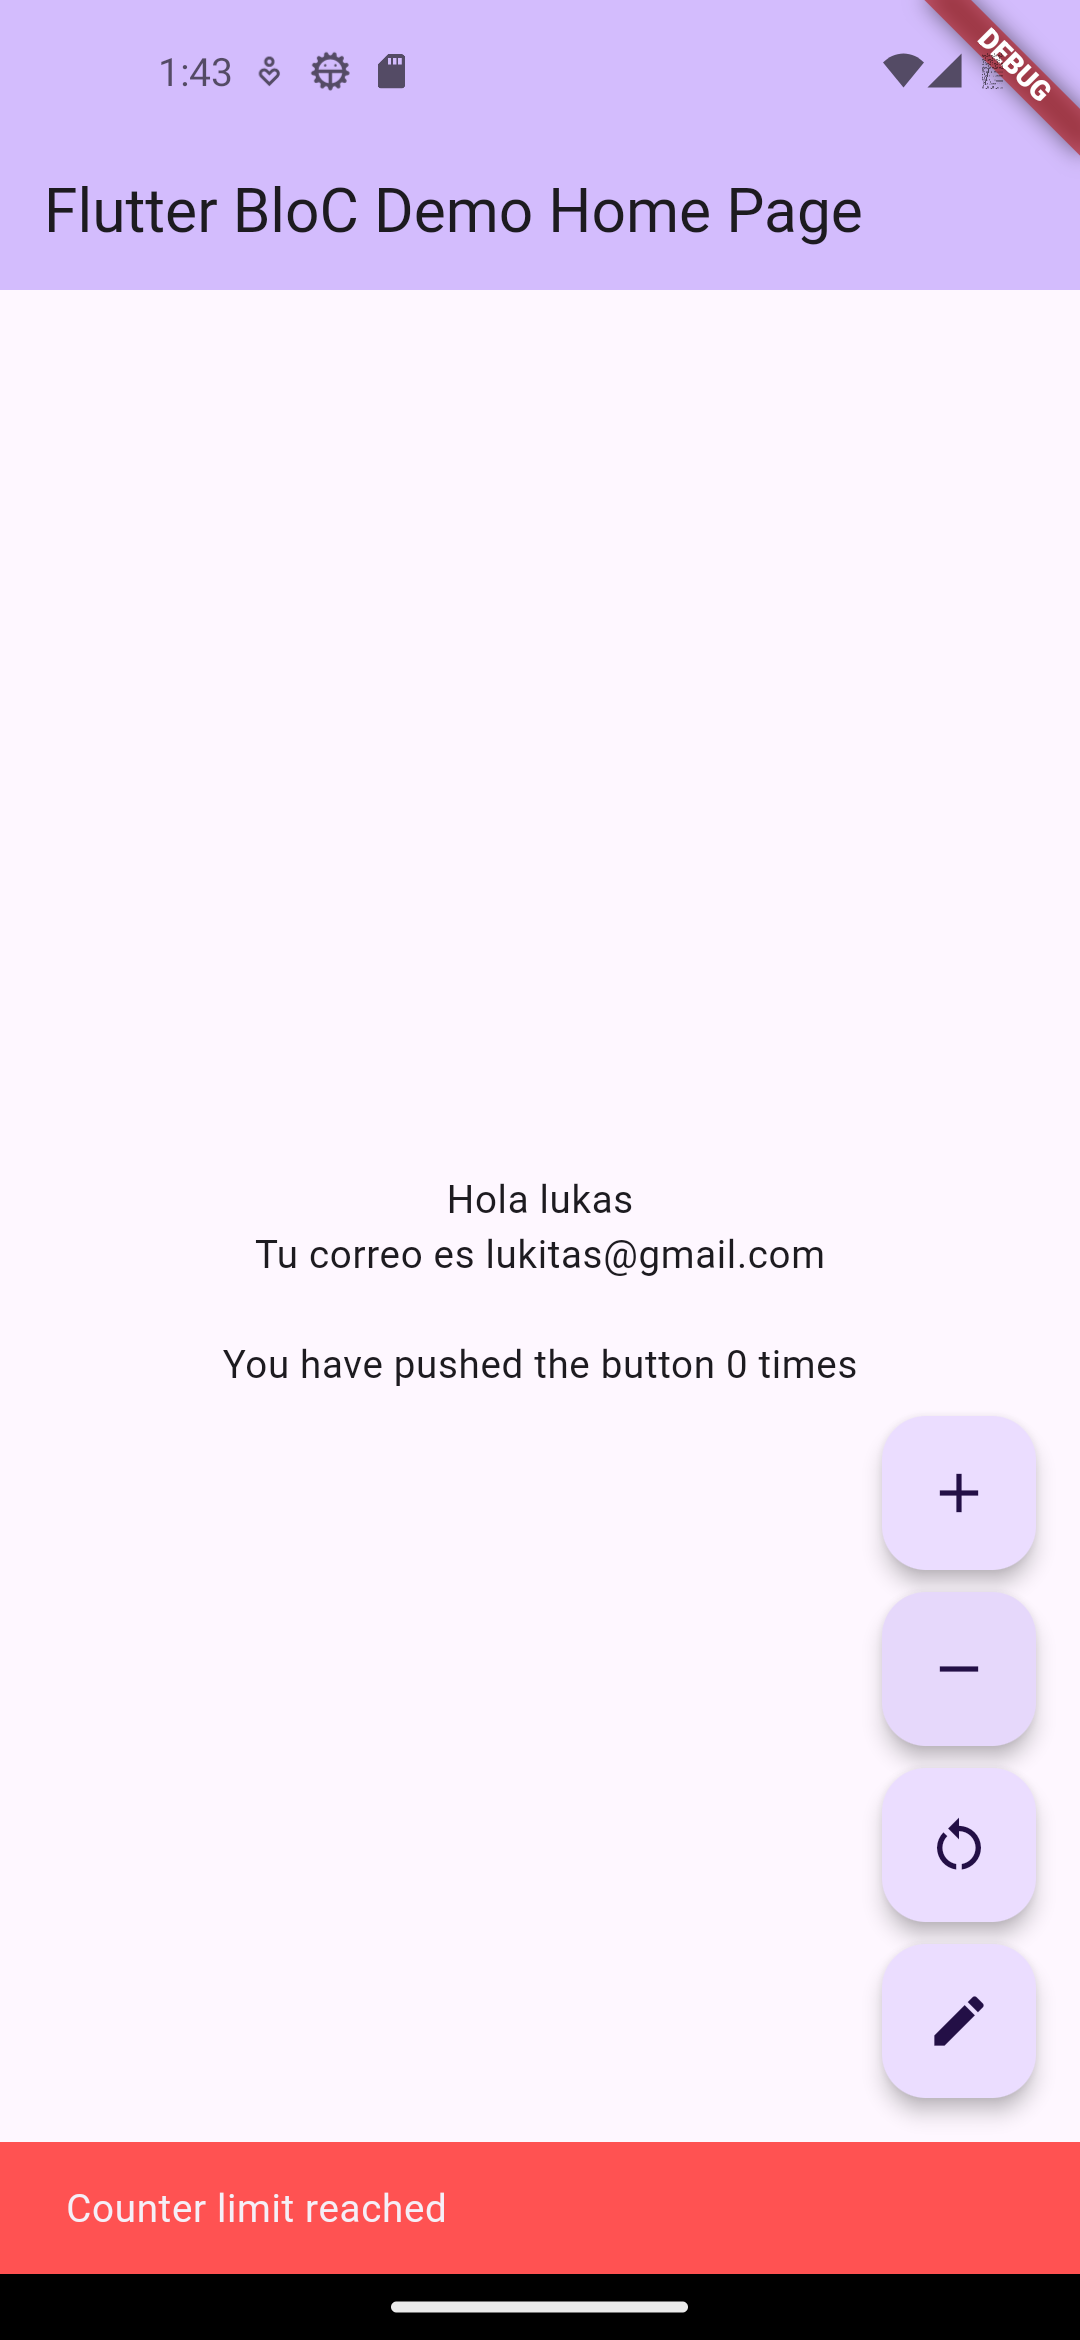 1:43
DEBUG
Flutter BloC Demo Home Page
Hola lukas
Tu correo es lukitas@gmail.com
You have pushed the button 0 times
Counter limit reached